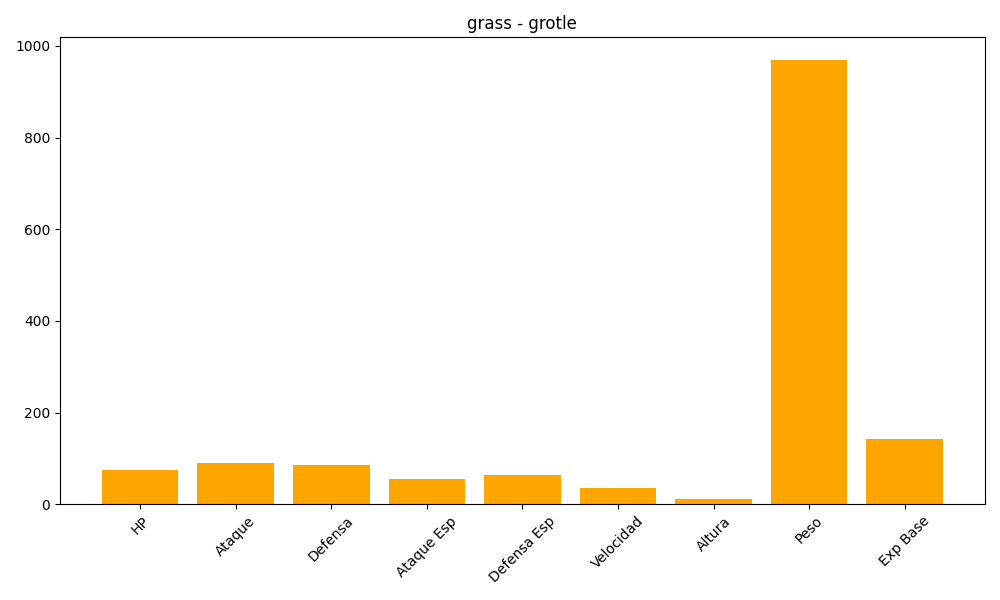 grass - grotle
1000
800
600
400
200
0
HP
Ataque
Defensa
Ataque Esp
Defensa Esp
Velocidad
Altura
Peso
Exp Base